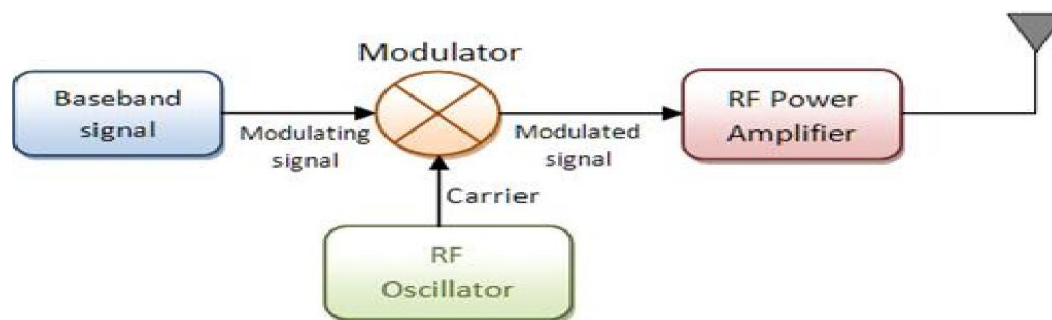 Modulator
Baseband
signal
Modulating
signal
Modulated
signal
RF Power
Amplifier
Carrier
RF
Oscillator